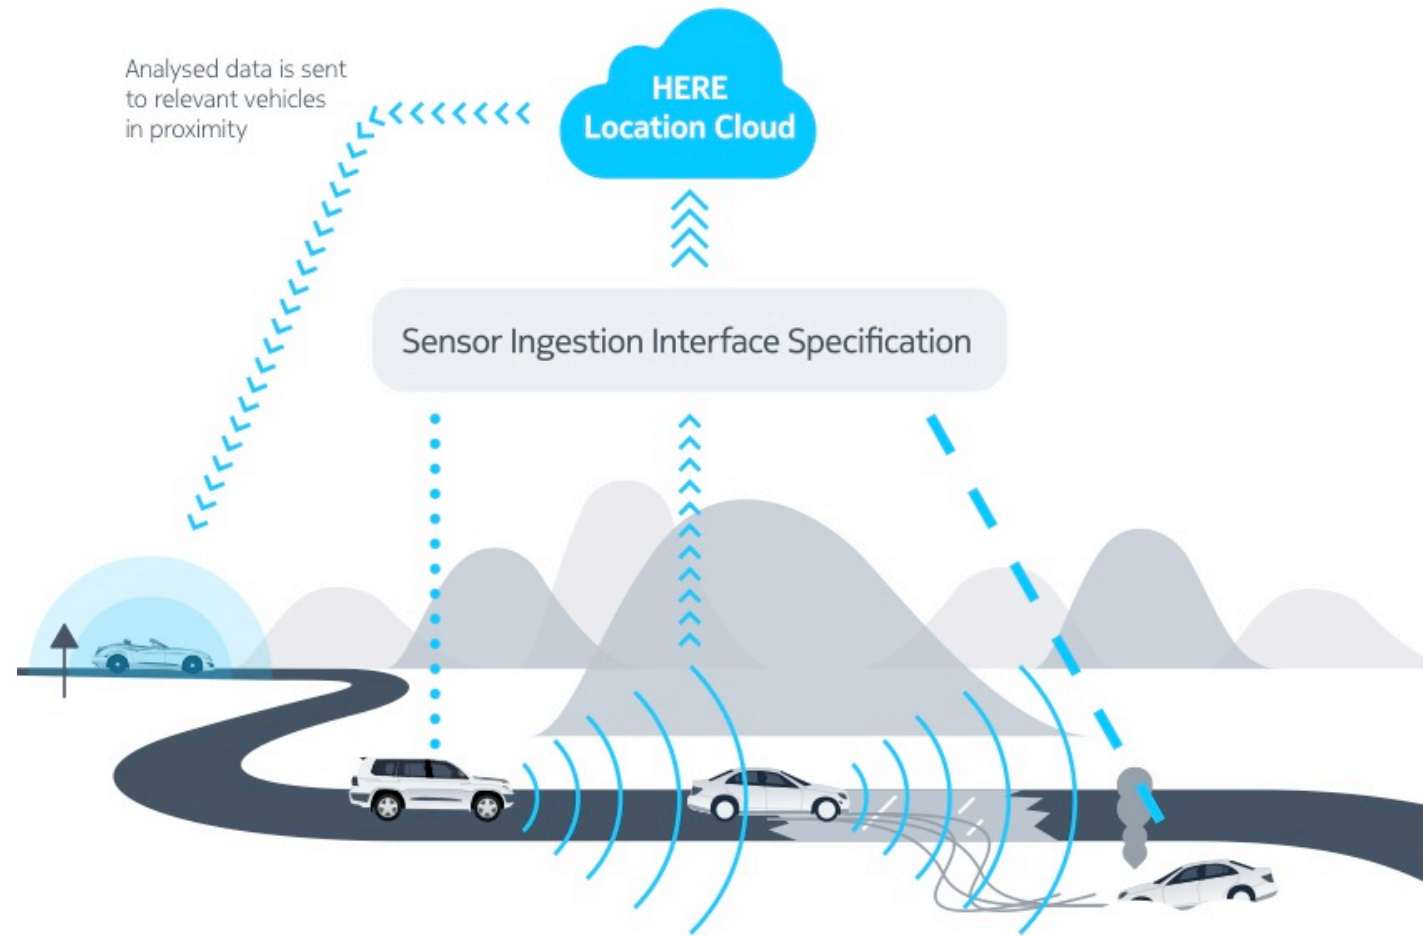 Analysed data is sent
to relevant vehicles
in proximity
HERE
Location Cloud
Sensor Ingestion Interface Specification